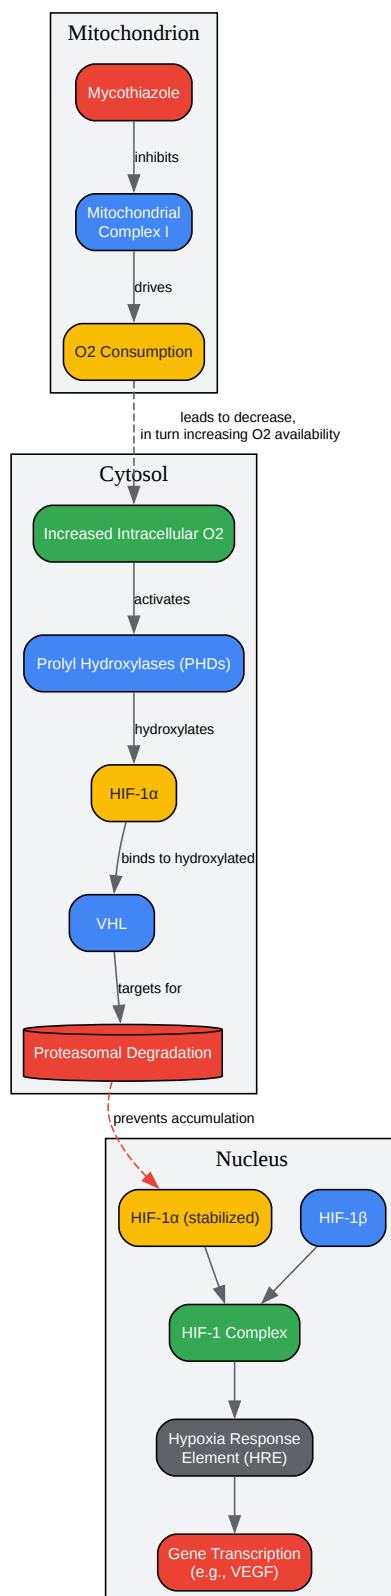 Mitochondrion
Mycothiazole
inhibits
Mitochondrial
Complex I
drives
O2 Consumption
leads to decrease,
in turn increasing O2 availability
Cytosol
Increased Intracellular O2
activates
Prolyl Hydroxylases (PHDs)
hydroxylates
HIF-1α
binds to hydroxylated
VHL
targets for
Proteasomal Degradation
prevents accumulation
Nucleus
HIF-1α (stabilized)
HIF-1β
HIF-1 Complex
Hypoxia Response
Element (HRE)
Gene Transcription
(e.g., VEGF)